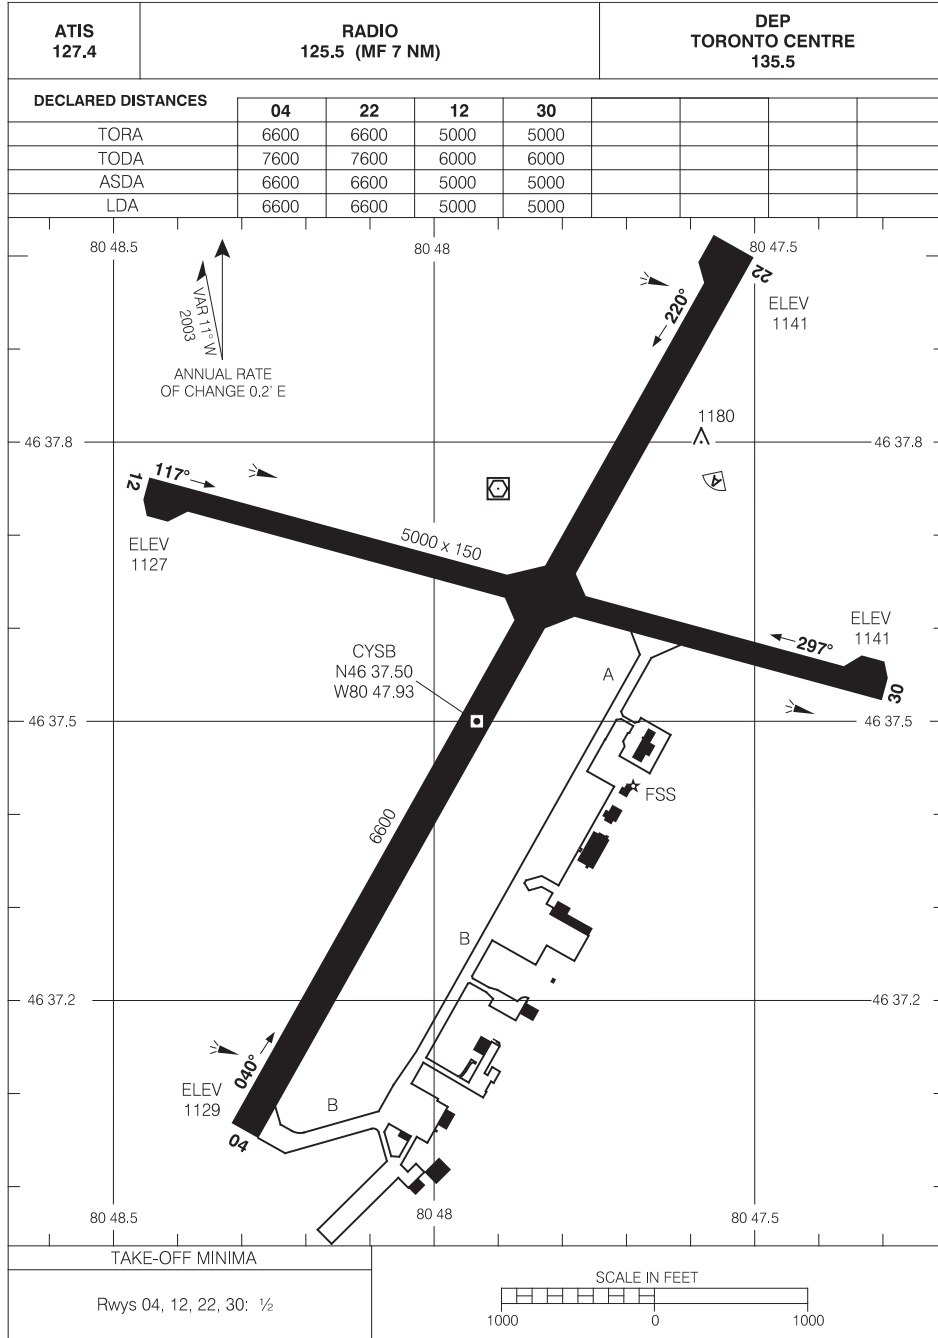 ATIS
127.4
RADIO
125.5 (MF 7 NM)
DEP
TORONTO CENTRE
135.5
DECLARED DISTANCES
04 22 12 30
TORA 6600 6600 5000 5000
TODA 7600 7600 6000 6000
ASDA 6600 6600 5000 5000
LDA 6600 6600 5000 5000
80 48.5
80 48
80 47.5
VAR 11° W
2003
ANNUAL RATE
OF CHANGE 0.2' E
22
220°
ELEV
1141
1180
46 37.8
46 37.8
A
12
117°
ELEV
1127
5000 x 150
ELEV
1141
297°
30
CYSB
N46 37.50
W80 47.93
A
46 37.5
46 37.5
FSS
6600
B
46 37.2
46 37.2
040°
ELEV
1129
04
B
80 48.5
80 48
80 47.5
TAKE-OFF MINIMA
Rwys 04, 12, 22, 30: ½
SCALE IN FEET
1000 0 1000